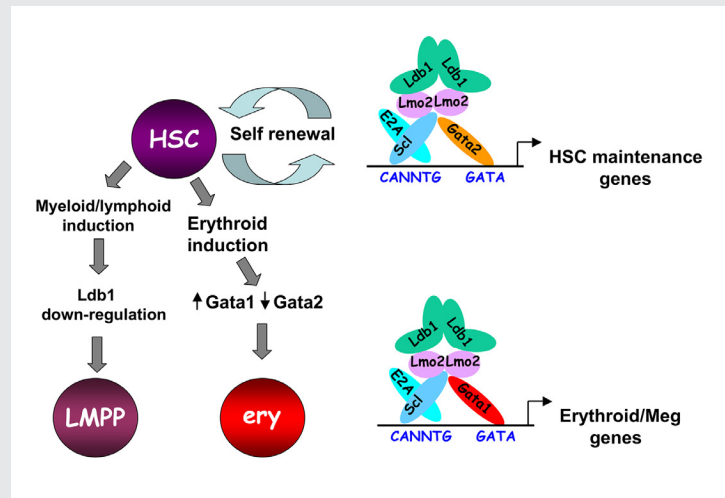 HSC
Self renewal
Myeloid/lymphoid
induction
Erythroid
induction
Ldb1
down-regulation
Gata1 Gata2
LMPP
ery
Ldb1 Ldb1
Lmo2 Lmo2
E2A
Scl
Gata2
CANNTG GATA
HSC maintenance
genes
Ldb1 Ldb1
Lmo2 Lmo2
E2A
Scl
Gata1
CANNTG GATA
Erythroid/Meg
genes